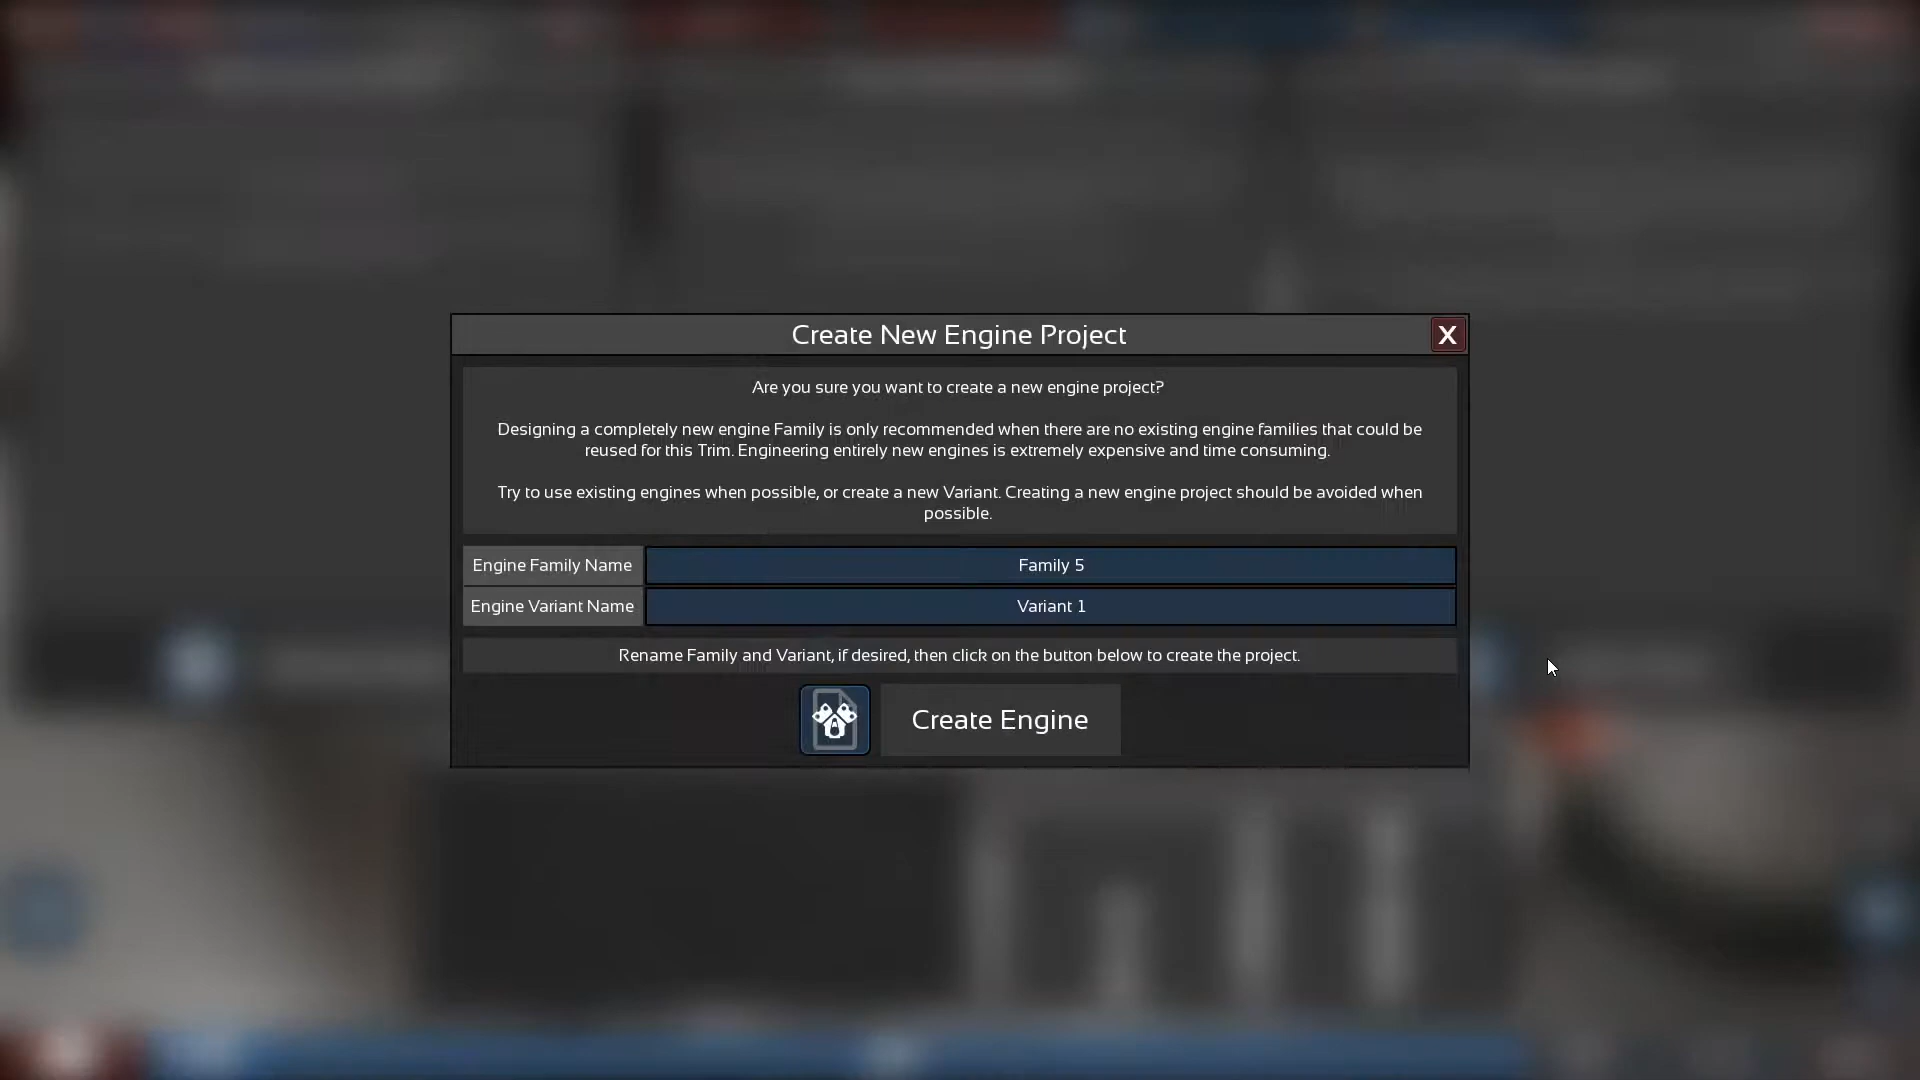 Create New Engine Project
X
Are you sure you want to create a new engine project?
Designing a completely new engine Family is only recommended when there are no existing engine families that could be
reused for this Trim. Engineering entirely new engines is extremely expensive and time consuming.
Try to use existing engines when possible, or create a new Variant. Creating a new engine project should be avoided when
possible.
Engine Family Name
Family 5
Engine Variant Name
Variant 1
Rename Family and Variant, if desired, then click on the button below to create the project.
Create Engine